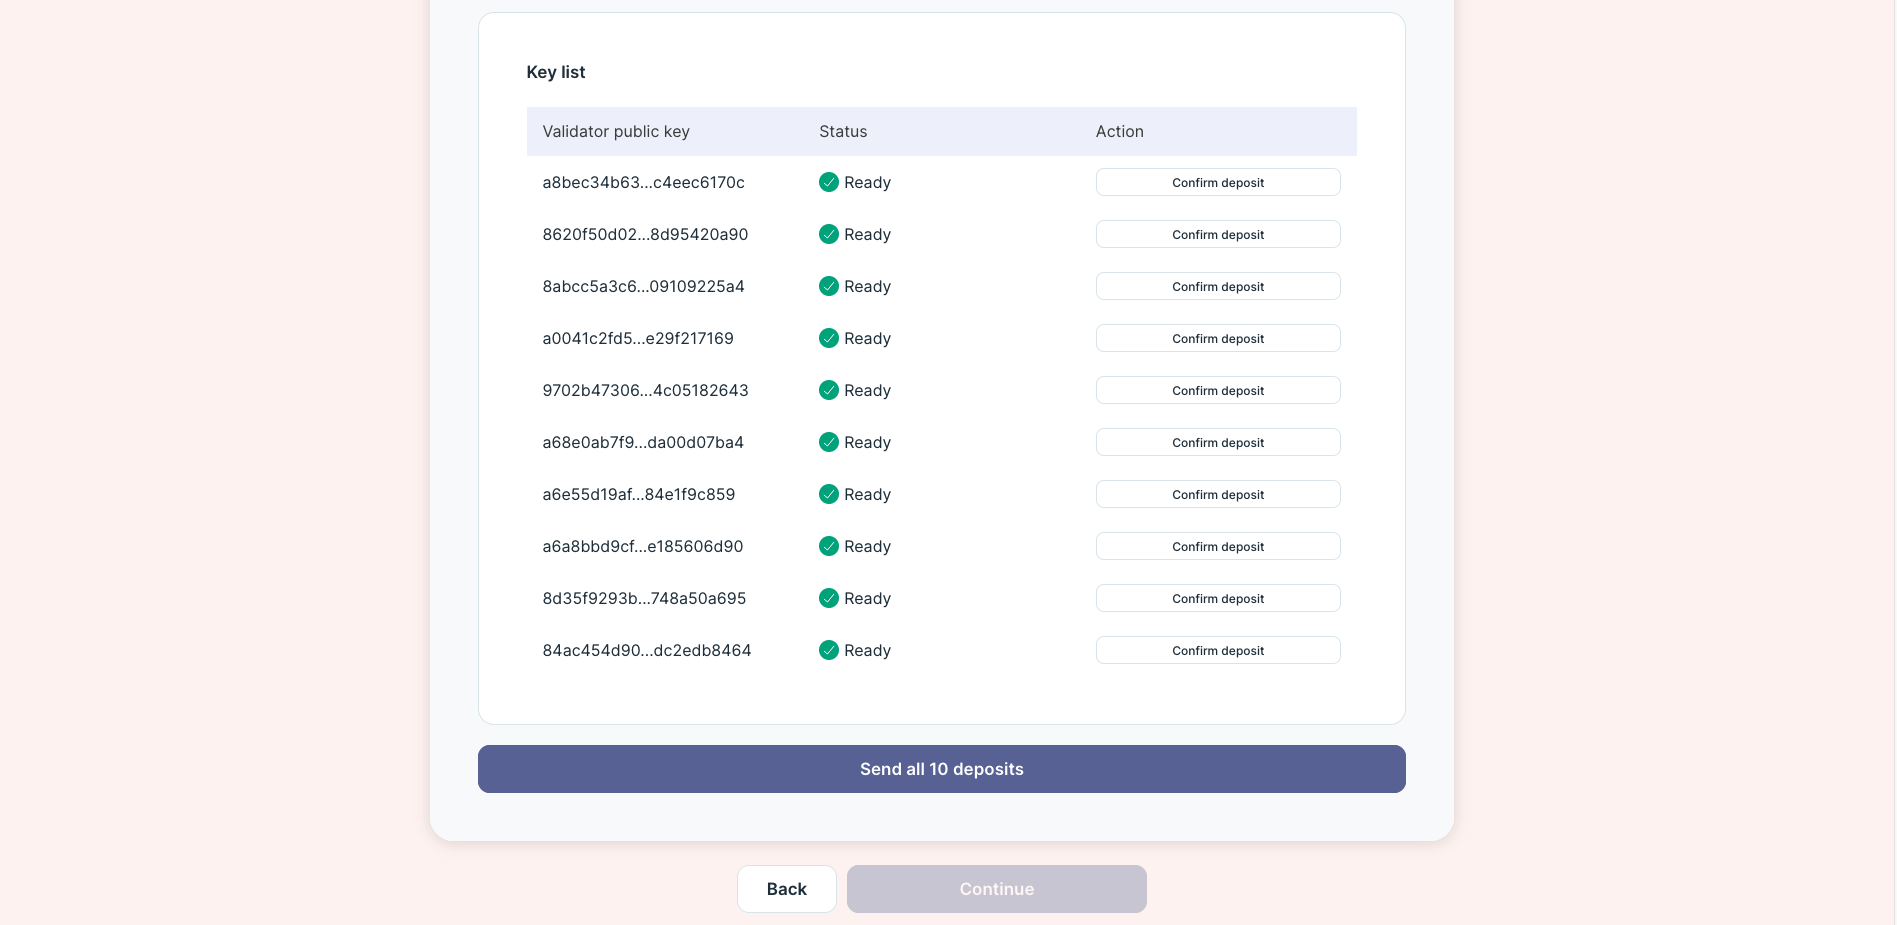 Key list
Validator public key Status Action
a8bec34b63...c4eec6170c Ready Confirm deposit
8620f50d02...8d95420a90 Ready Confirm deposit
8abcc5a3c6...09109225a4 Ready Confirm deposit
a0041c2fd5...e29f217169 Ready Confirm deposit
9702b47306...4c05182643 Ready Confirm deposit
a68e0ab7f9...da00d07ba4 Ready Confirm deposit
a6e55d19af...84e1f9c859 Ready Confirm deposit
a6a8bbd9cf...e185606d90 Ready Confirm deposit
8d35f9293b...748a50a695 Ready Confirm deposit
84ac454d90...dc2edb8464 Ready Confirm deposit
Send all 10 deposits
Back Continue